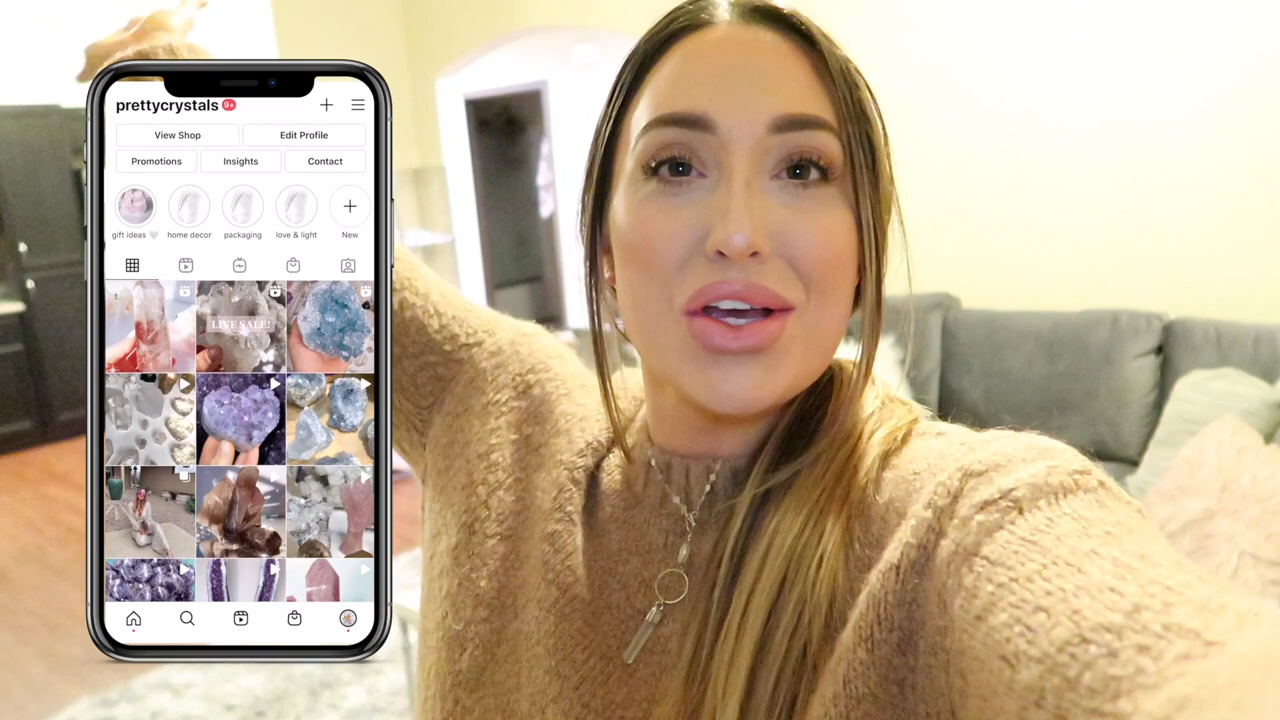 prettycrystals 9+
View Shop Edit Profile
Promotions Insights Contact
gift ideas 🤍 home decor packaging love & light New
LIVE SALE!